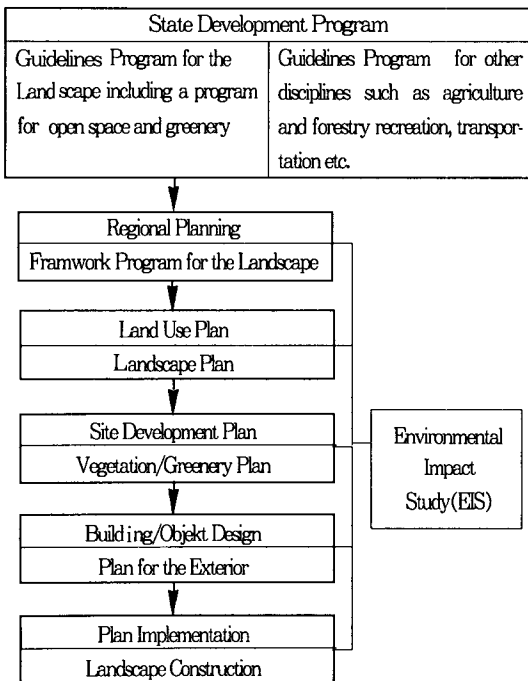 State Development Program
Guidelines Program for the
Land scape including a program
for open space and greenery
Guidelines Program for other
disciplines such as agriculture
and forestry recreation, transpor-
tation etc.
Regional Planning
Framwork Program for the Landscape
Land Use Plan
Landscape Plan
Site Development Plan
Vegetation/Greenery Plan
Building/Objekt Design
Plan for the Exterior
Plan Implementation
Landscape Construction
Environmental
Impact
Study(EIS)